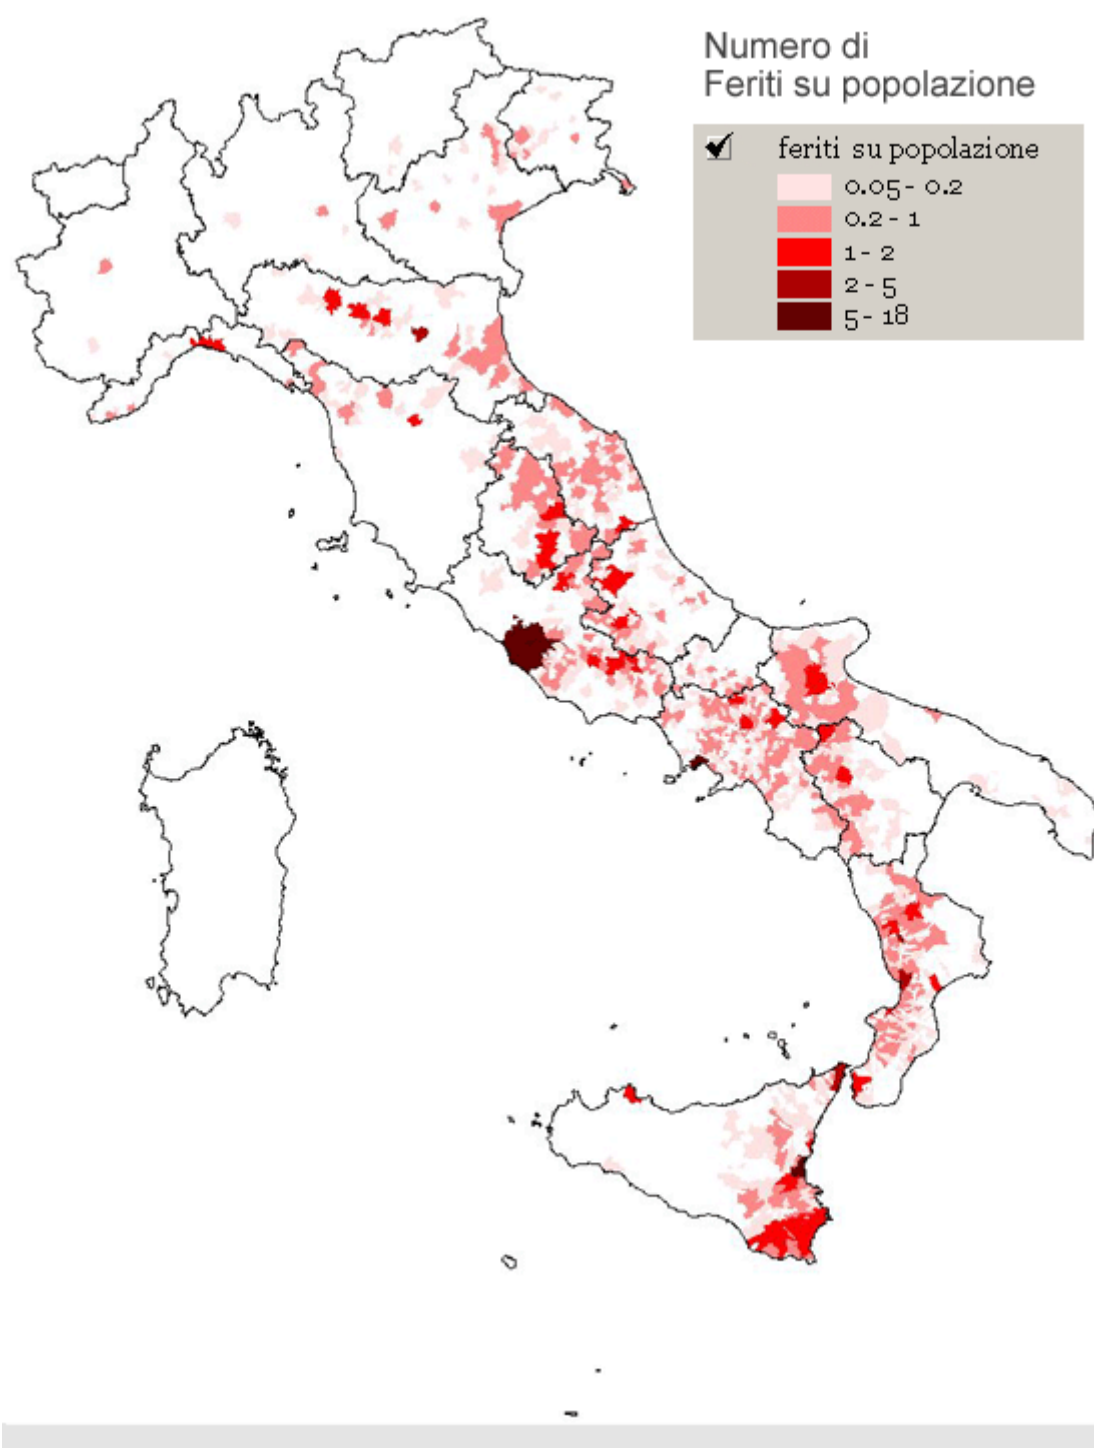 Numero di
Feriti su popolazione
feriti su popolazione
0.05 - 0.2
0.2 - 1
1 - 2
2 - 5
5 - 18